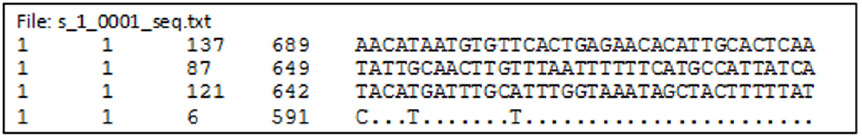 File: s_1_0001_seq.txt
1 1 137 689 AACATAATGTGTTCACTGAGAACACATTGCACTCAA
1 1 87 649 TATTGCAACTTGTTTAATTTTTTCATGCCATTATCA
1 1 121 642 TACATGATTTGCATTTGGTAAATAGCTACTTTTTAT
1 1 6 591 C...T.......T.......................